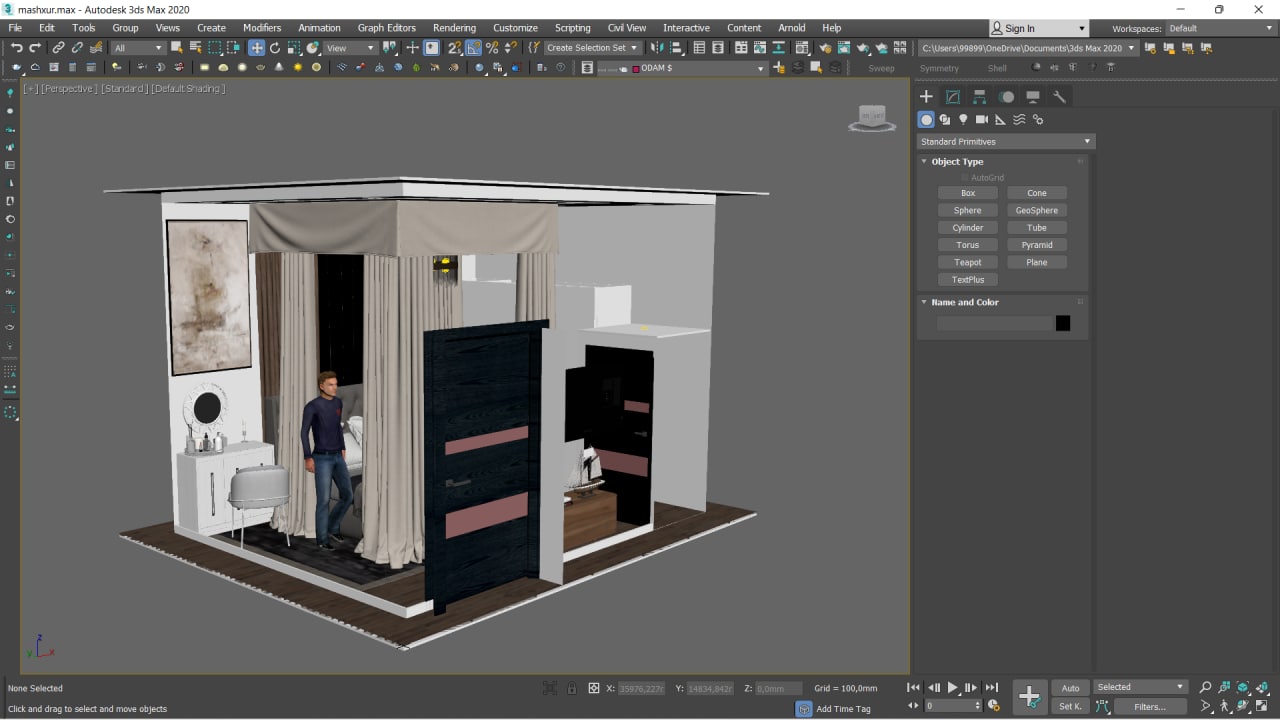 mashxur.max - Autodesk 3ds Max 2020
File Edit Tools Group Views Create Modifiers Animation Graph Editors Rendering Customize Scripting Civil View Interactive Content Arnold Help
Sign In
Workspaces: Default
All
View
Create Selection Set
C:\Users\99899\OneDrive\Documents\3ds Max 2020
ODAM $
Sweep
Symmetry
Shell
[+] [Perspective] [Standard] [Default Shading]
Standard Primitives
Object Type
AutoGrid
Box Cone
Sphere GeoSphere
Cylinder Tube
Torus Pyramid
Teapot Plane
TextPlus
Name and Color
z
y x
None Selected
X: 35976,227r Y: 14834,842r Z: 0,0mm Grid = 100,0mm
Auto
Selected
Click and drag to select and move objects
Add Time Tag
0
Set K.
Filters...